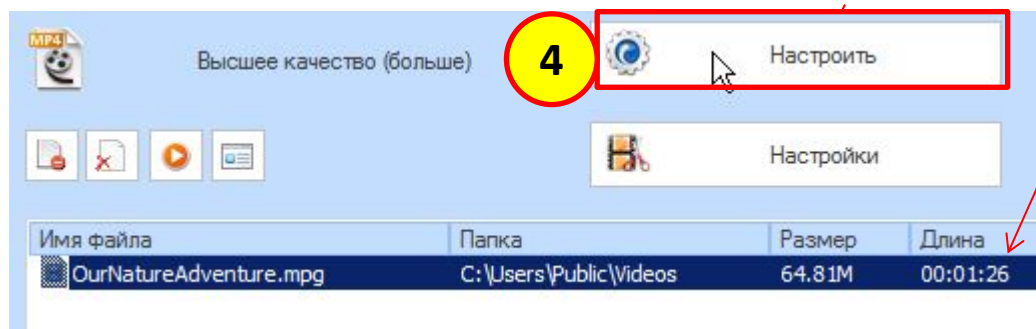 MP4
Высшее качество (больше)
4
Настроить
Настройки
Имя файла Папка Размер Длина
OurNatureAdventure.mpg C:\Users\Public\Videos 64.81M 00:01:26